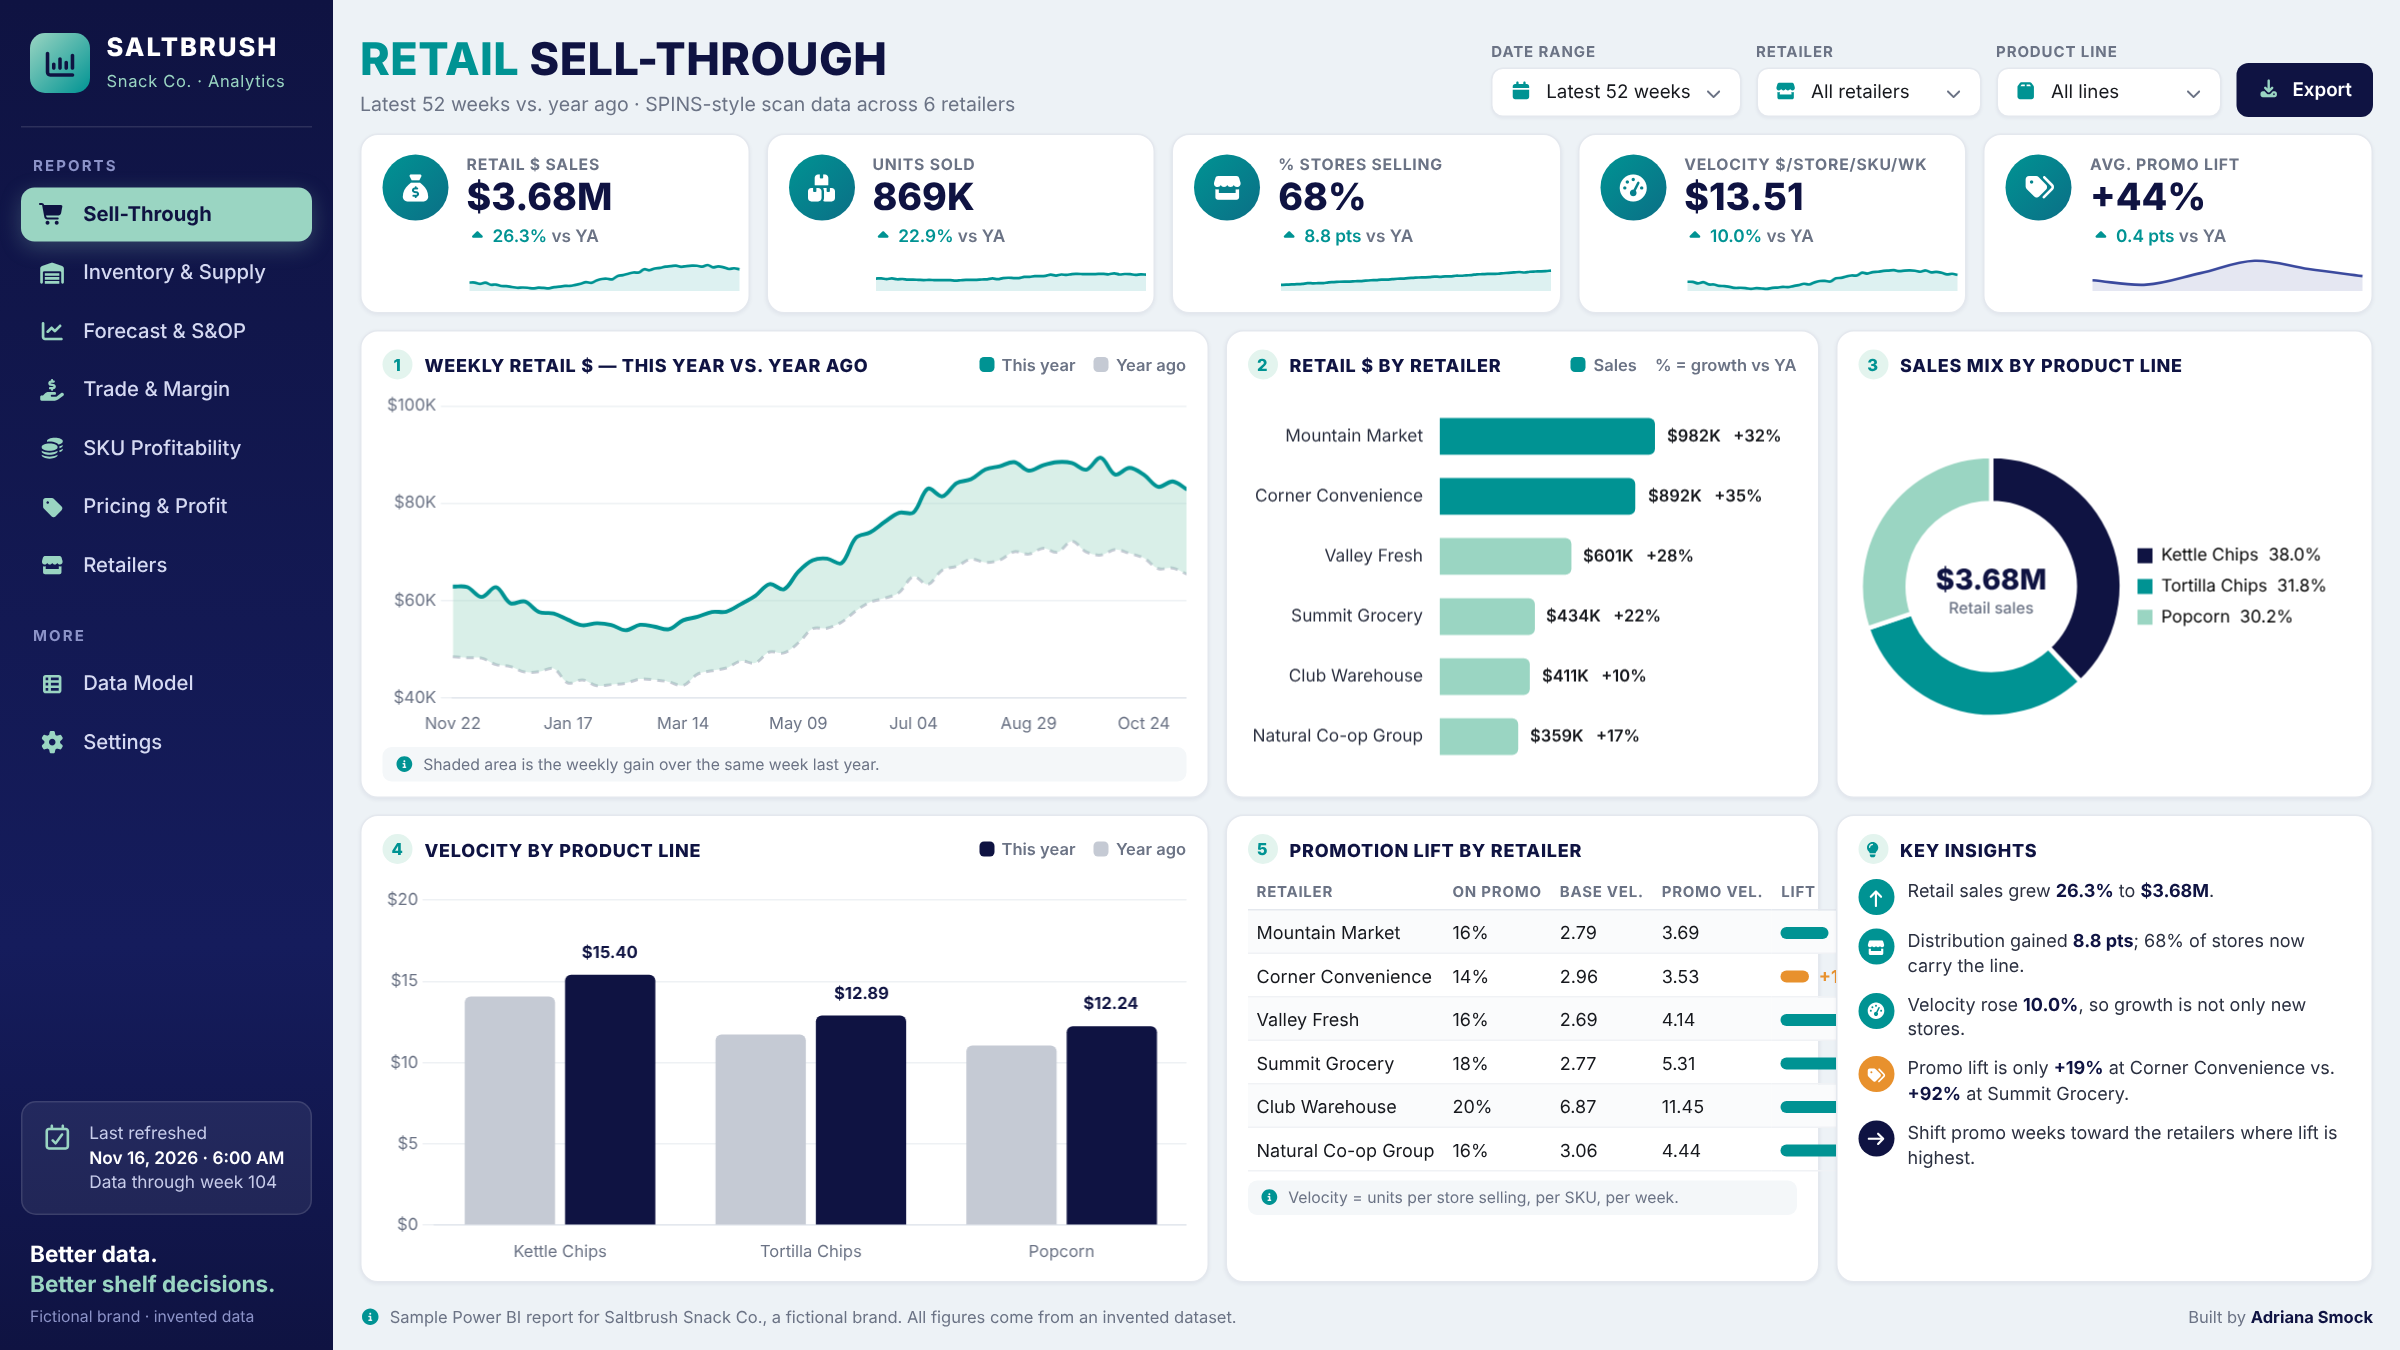 SALTBRUSH
Snack Co. · Analytics
REPORTS
Sell-Through
Inventory & Supply
Forecast & S&OP
Trade & Margin
SKU Profitability
Pricing & Profit
Retailers
MORE
Data Model
Settings
Last refreshed
Nov 16, 2026 · 6:00 AM
Data through week 104
Better data.
Better shelf decisions.
Fictional brand · invented data
RETAIL SELL-THROUGH
Latest 52 weeks vs. year ago · SPINS-style scan data across 6 retailers
DATE RANGE
Latest 52 weeks
RETAILER
All retailers
PRODUCT LINE
All lines
Export
RETAIL $ SALES
$3.68M
26.3% vs YA
UNITS SOLD
869K
22.9% vs YA
% STORES SELLING
68%
8.8 pts vs YA
VELOCITY $/STORE/SKU/WK
$13.51
10.0% vs YA
AVG. PROMO LIFT
+44%
0.4 pts vs YA
1 WEEKLY RETAIL $ — THIS YEAR VS. YEAR AGO
This year Year ago
$100K
$80K
$60K
$40K
Nov 22 Jan 17 Mar 14 May 09 Jul 04 Aug 29 Oct 24
Shaded area is the weekly gain over the same week last year.
2 RETAIL $ BY RETAILER
Sales % = growth vs YA
Mountain Market $982K +32%
Corner Convenience $892K +35%
Valley Fresh $601K +28%
Summit Grocery $434K +22%
Club Warehouse $411K +10%
Natural Co-op Group $359K +17%
3 SALES MIX BY PRODUCT LINE
$3.68M
Retail sales
Kettle Chips 38.0%
Tortilla Chips 31.8%
Popcorn 30.2%
4 VELOCITY BY PRODUCT LINE
This year Year ago
$20
$15
$10
$5
$0
$15.40
$12.89
$12.24
Kettle Chips Tortilla Chips Popcorn
5 PROMOTION LIFT BY RETAILER
RETAILER ON PROMO BASE VEL. PROMO VEL. LIFT
Mountain Market 16% 2.79 3.69
Corner Convenience 14% 2.96 3.53 +1
Valley Fresh 16% 2.69 4.14
Summit Grocery 18% 2.77 5.31
Club Warehouse 20% 6.87 11.45
Natural Co-op Group 16% 3.06 4.44
Velocity = units per store selling, per SKU, per week.
KEY INSIGHTS
Retail sales grew 26.3% to $3.68M.
Distribution gained 8.8 pts; 68% of stores now
carry the line.
Velocity rose 10.0%, so growth is not only new
stores.
Promo lift is only +19% at Corner Convenience vs.
+92% at Summit Grocery.
Shift promo weeks toward the retailers where lift is
highest.
Sample Power BI report for Saltbrush Snack Co., a fictional brand. All figures come from an invented dataset.
Built by Adriana Smock